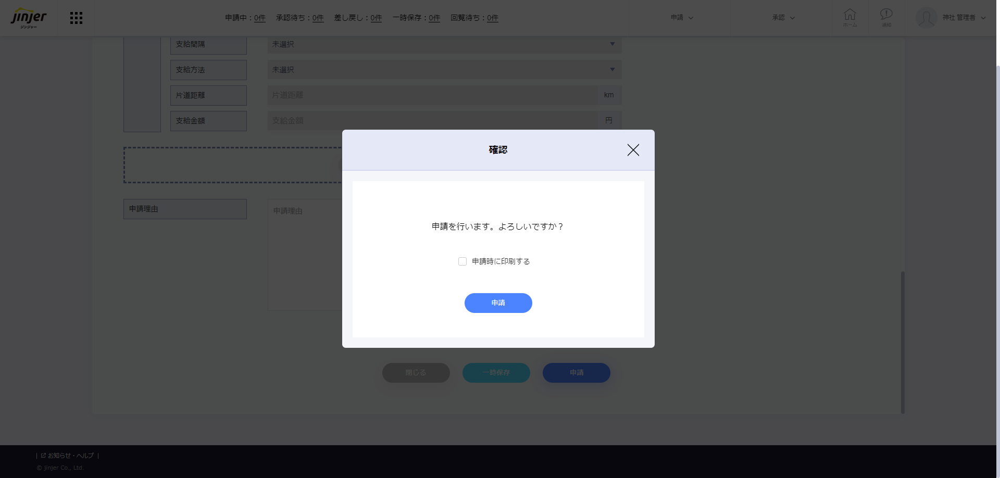 jinjer
ジンジャー
申請中：0件 承認待ち：0件 差し戻し：0件 一時保存：0件 回覧待ち：0件
申請
承認
ホーム
通知
神社 管理者
支給間隔 未選択
支給方法 未選択
片道距離 片道距離 km
支給金額 支給金額 円
確認
申請理由 申請理由
申請を行います。よろしいですか？
申請時に印刷する
申請
閉じる 一時保存 申請
| お知らせ・ヘルプ |
© jinjer Co., Ltd.